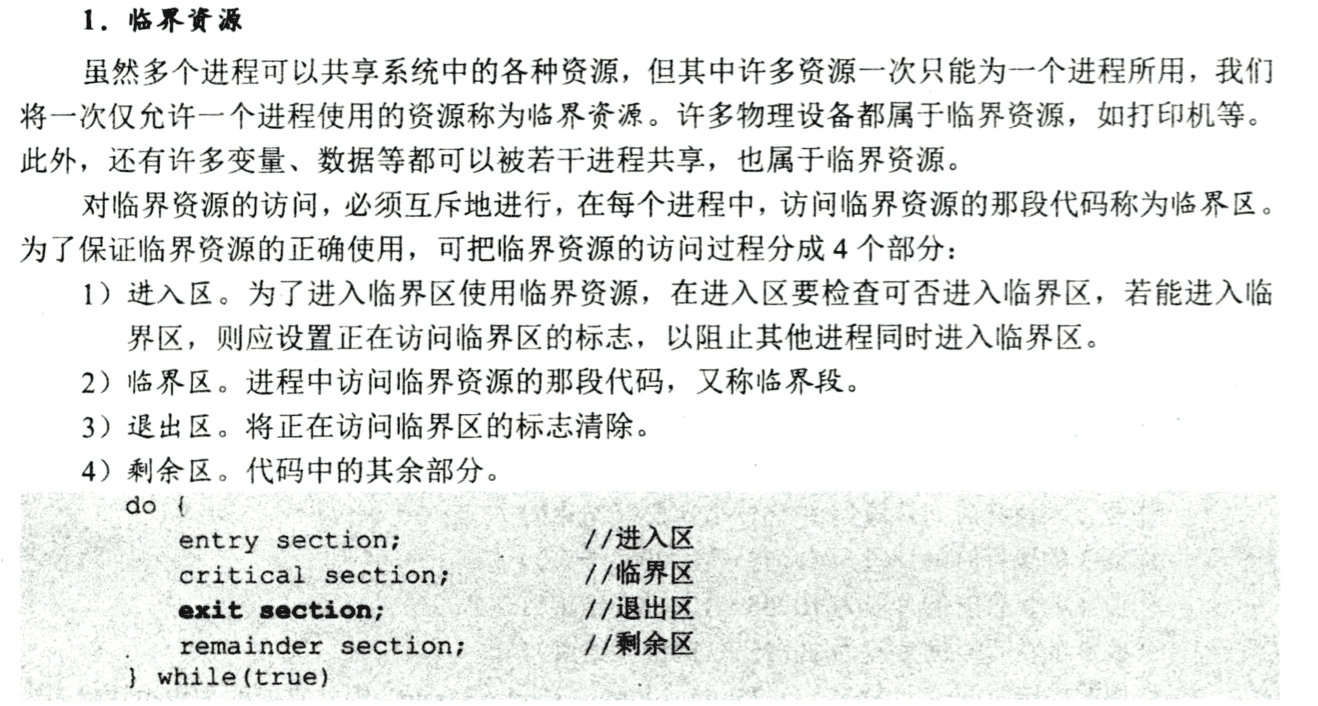 1. 临界资源
虽然多个进程可以共享系统中的各种资源，但其中许多资源一次只能为一个进程所用，我们
将一次仅允许一个进程使用的资源称为临界资源。许多物理设备都属于临界资源，如打印机等。
此外，还有许多变量、数据等都可以被若干进程共享，也属于临界资源。
对临界资源的访问，必须互斥地进行，在每个进程中，访问临界资源的那段代码称为临界区。
为了保证临界资源的正确使用，可把临界资源的访问过程分成 4 个部分：
1）进入区。为了进入临界区使用临界资源，在进入区要检查可否进入临界区，若能进入临
界区，则应设置正在访问临界区的标志，以阻止其他进程同时进入临界区。
2）临界区。进程中访问临界资源的那段代码，又称临界段。
3）退出区。将正在访问临界区的标志清除。
4）剩余区。代码中的其余部分。
do {
entry section; //进入区
critical section; //临界区
exit section; //退出区
remainder section; //剩余区
} while(true)